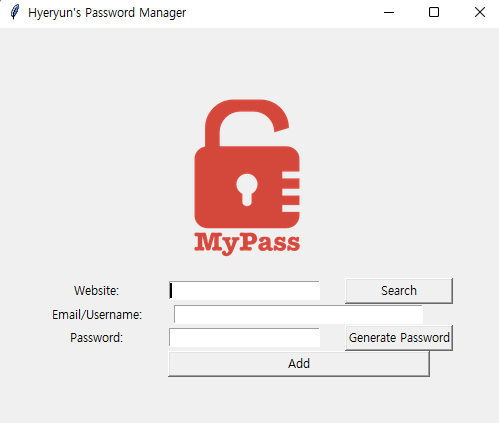 Hyeryun's Password Manager
MyPass
Website:
Search
Email/Username:
Password:
Generate Password
Add